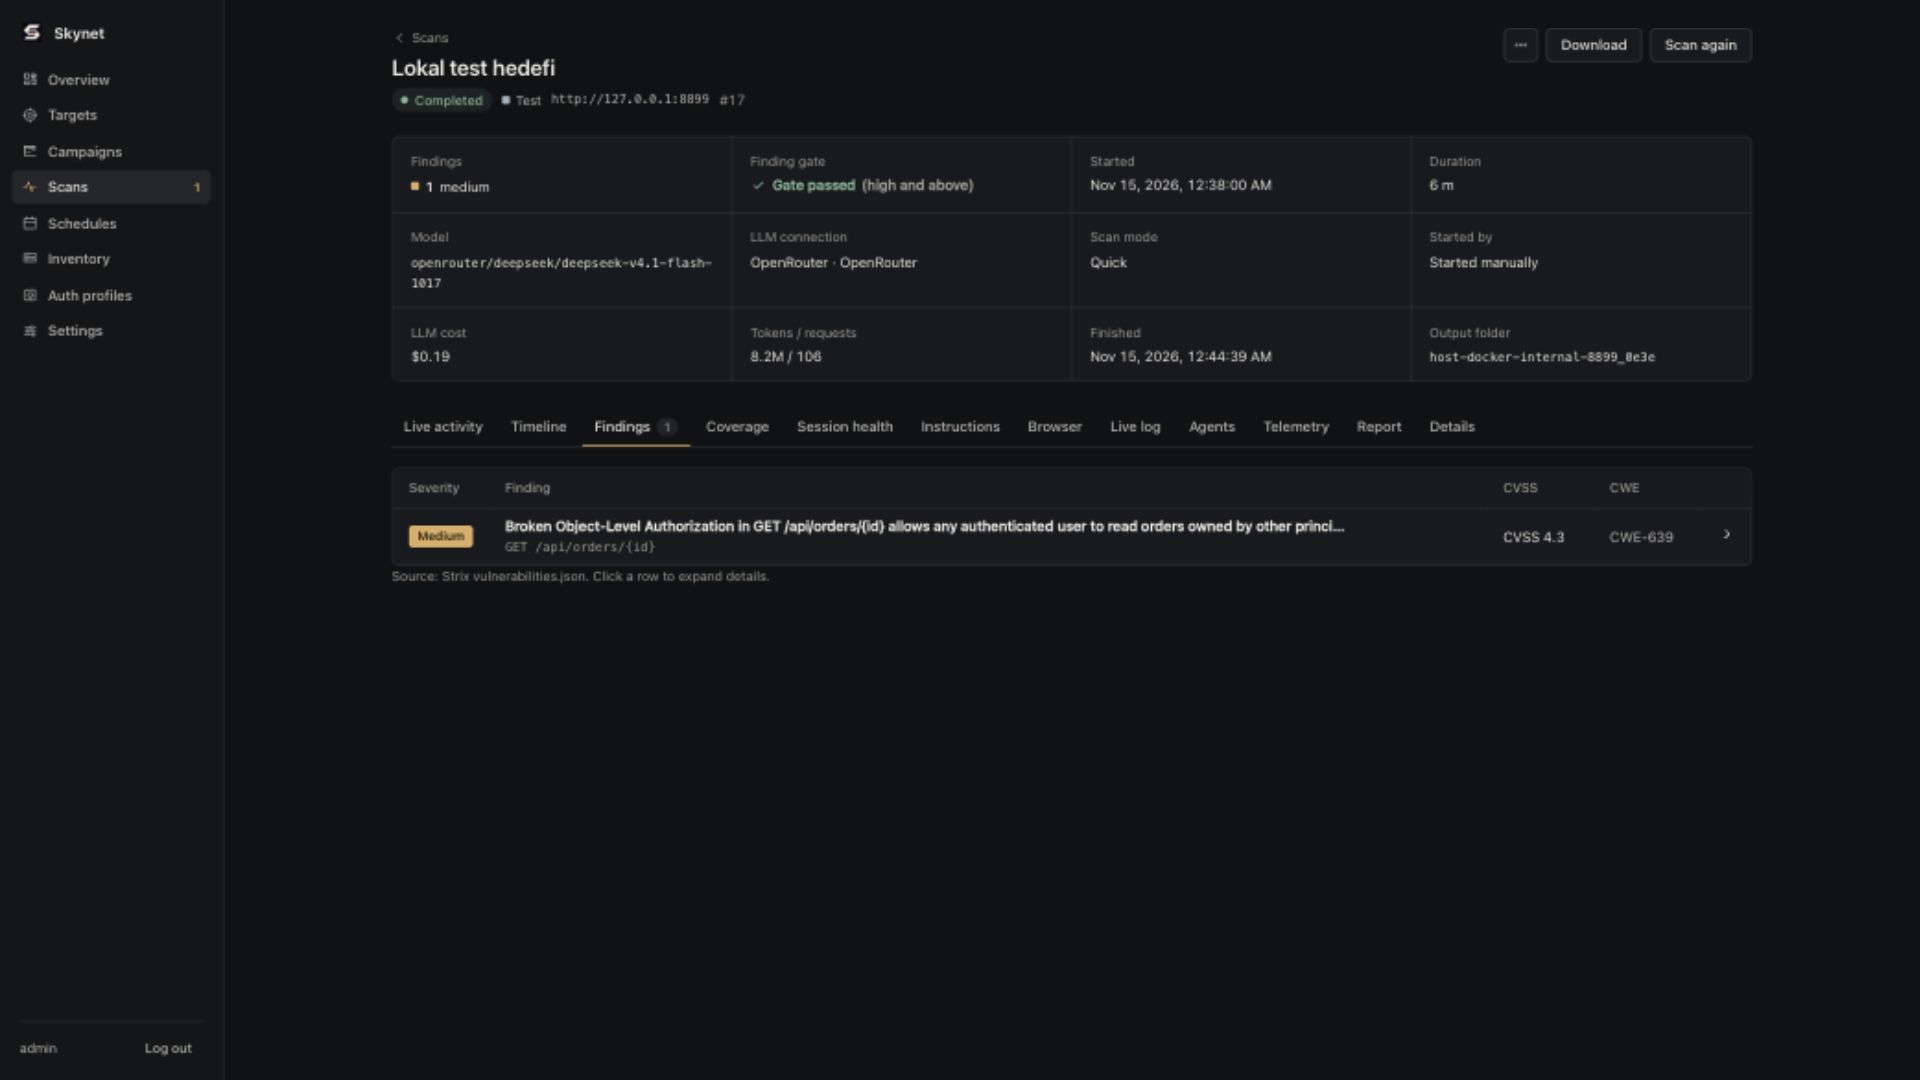 Skynet
Overview
Targets
Campaigns
Scans 1
Schedules
Inventory
Auth profiles
Settings
admin Log out
Scans
Lokal test hedefi
Completed Test http://127.0.0.1:8899 #17
... Download Scan again
Findings Finding gate Started Duration
1 medium Gate passed (high and above) Nov 15, 2026, 12:38:00 AM 6 m
Model LLM connection Scan mode Started by
openrouter/deepseek/deepseek-v4.1-flash- OpenRouter · OpenRouter Quick Started manually
1017
LLM cost Tokens / requests Finished Output folder
$0.19 8.2M / 106 Nov 15, 2026, 12:44:39 AM host-docker-internal-8899_0e3e
Live activity Timeline Findings 1 Coverage Session health Instructions Browser Live log Agents Telemetry Report Details
Severity Finding CVSS CWE
Medium Broken Object-Level Authorization in GET /api/orders/{id} allows any authenticated user to read orders owned by other princi... CVSS 4.3 CWE-639
GET /api/orders/{id}
Source: Strix vulnerabilities.json. Click a row to expand details.